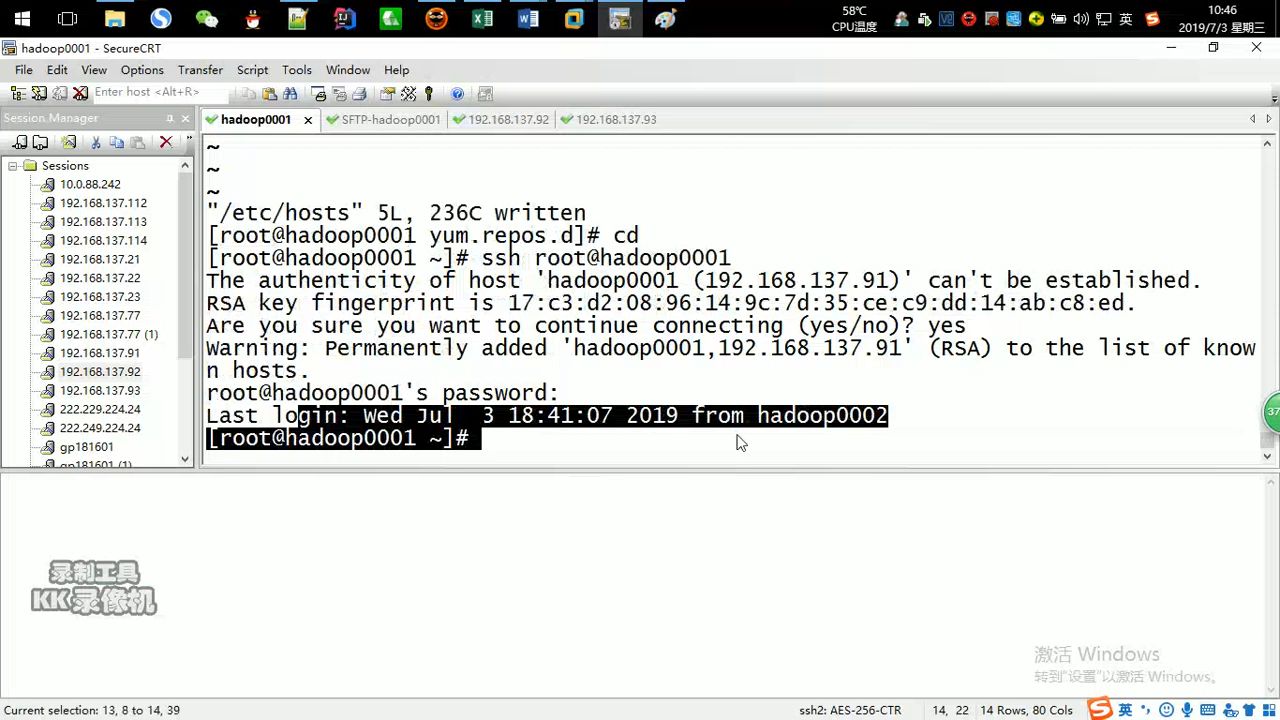 58℃
CPU温度
英
10:46
2019/7/3 星期三
hadoop0001 - SecureCRT
File Edit View Options Transfer Script Tools Window Help
Enter host <Alt+R>
Session Manager
hadoop0001
SFTP-hadoop0001
192.168.137.92
192.168.137.93
Sessions
10.0.88.242
192.168.137.112
192.168.137.113
192.168.137.114
192.168.137.21
192.168.137.22
192.168.137.23
192.168.137.77
192.168.137.77 (1)
192.168.137.91
192.168.137.92
192.168.137.93
222.229.224.24
228.49.224.24
gp181601
gp181601 (1)
~
~
~
"/etc/hosts" 5L, 236C written
[root@hadoop0001 yum.repos.d]# cd
[root@hadoop0001 ~]# ssh root@hadoop0001
The authenticity of host 'hadoop0001 (192.168.137.91)' can't be established.
RSA key fingerprint is 17:c3:d2:08:96:14:9c:7d:35:ce:c9:dd:14:ab:c8:ed.
Are you sure you want to continue connecting (yes/no)? yes
Warning: Permanently added 'hadoop0001,192.168.137.91' (RSA) to the list of know
n hosts.
root@hadoop0001's password:
Last login: Wed Jul  3 18:41:07 2019 from hadoop0002
[root@hadoop0001 ~]#
37
录制工具
KK录像机
激活 Windows
转到"设置"以激活 Windows。
Current selection: 13, 8 to 14, 39
ssh2: AES-256-CTR
14, 22
14 Rows, 80 Cols
英